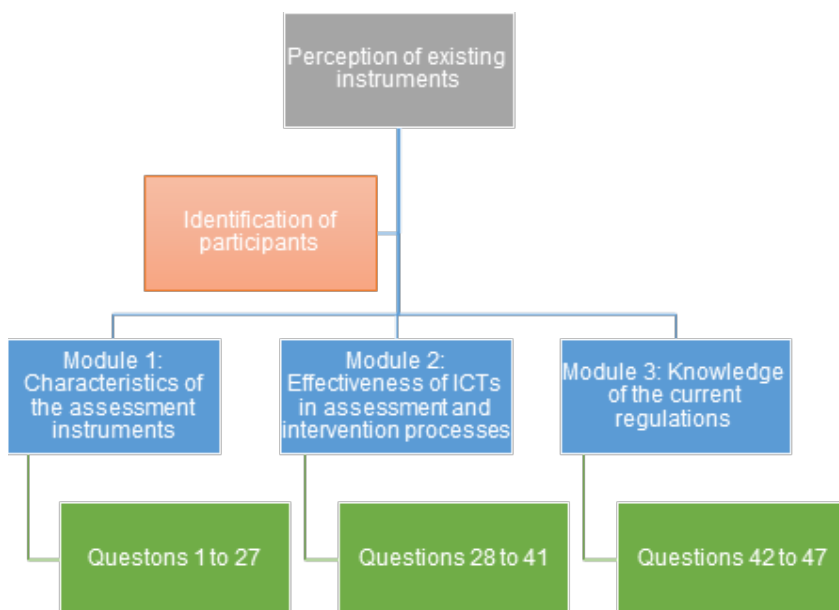 Perception of existing
instruments
Identification of
participants
Module 1:
Characteristics of
the assessment
instruments
Module 2:
Effectiveness of ICTs
in assessment and
intervention processes
Module 3: Knowledge
of the current
regulations
Questons 1 to 27
Questions 28 to 41
Questions 42 to 47